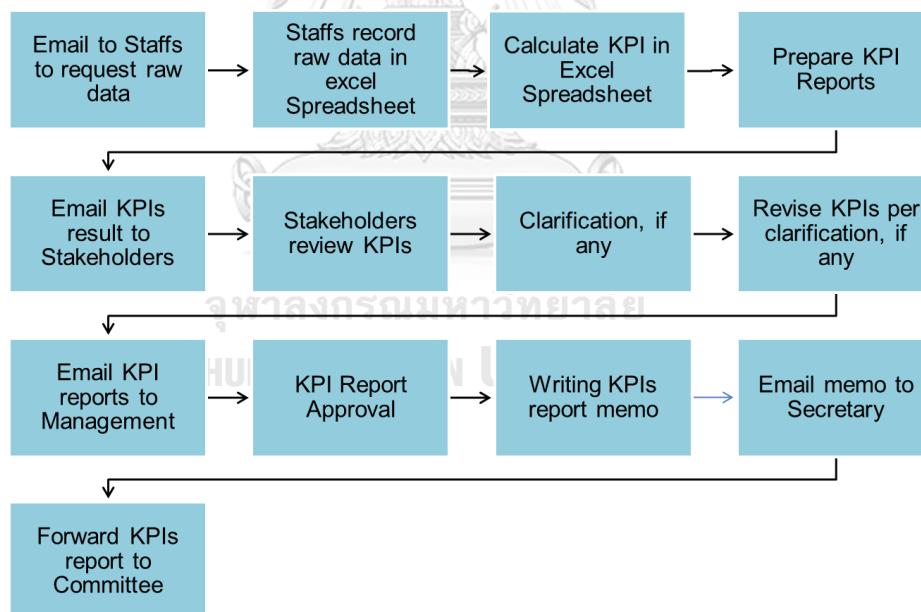 Email to Staffs
to request raw
data
Staffs record
raw data in
excel
Spreadsheet
Calculate KPI in
Excel
Spreadsheet
Prepare KPI
Reports
Email KPIs
result to
Stakeholders
Stakeholders
review KPIs
Clarification, if
any
Revise KPIs per
clarification, if
any
จุฬาลงกรณมหาวิทยาลัย
Email KPI
reports to
Management
KPI Report
Approval
Writing KPIs
report memo
Email memo to
Secretary
Forward KPIs
report to
Committee